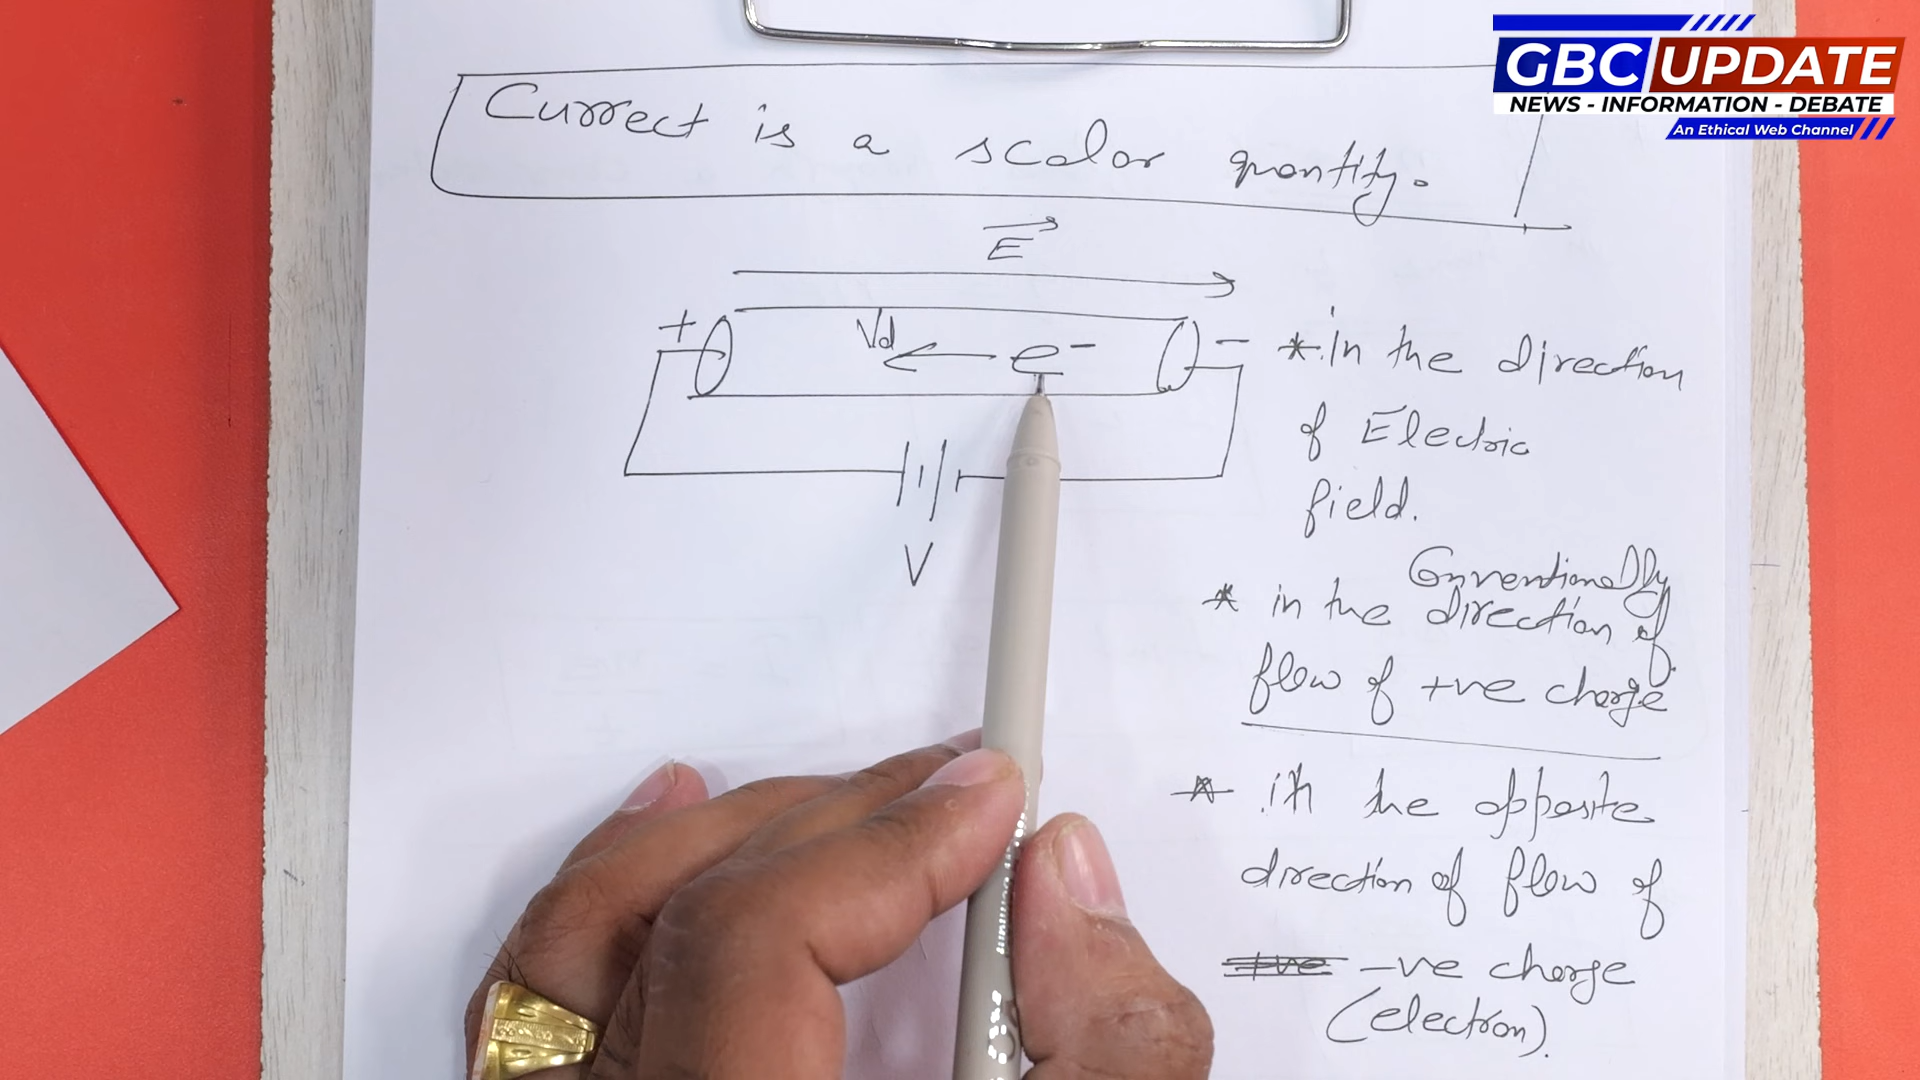 GBC UPDATE
NEWS - INFORMATION - DEBATE
An Ethical Web Channel
Currect is a scalar quantity.
E
+ Vd e- -
V
* in the direction
of Electric
field.
Conventionally
* in the direction of
flow of +ve charge
* in the opposite
direction of flow of
+ve -ve charge
(electron).